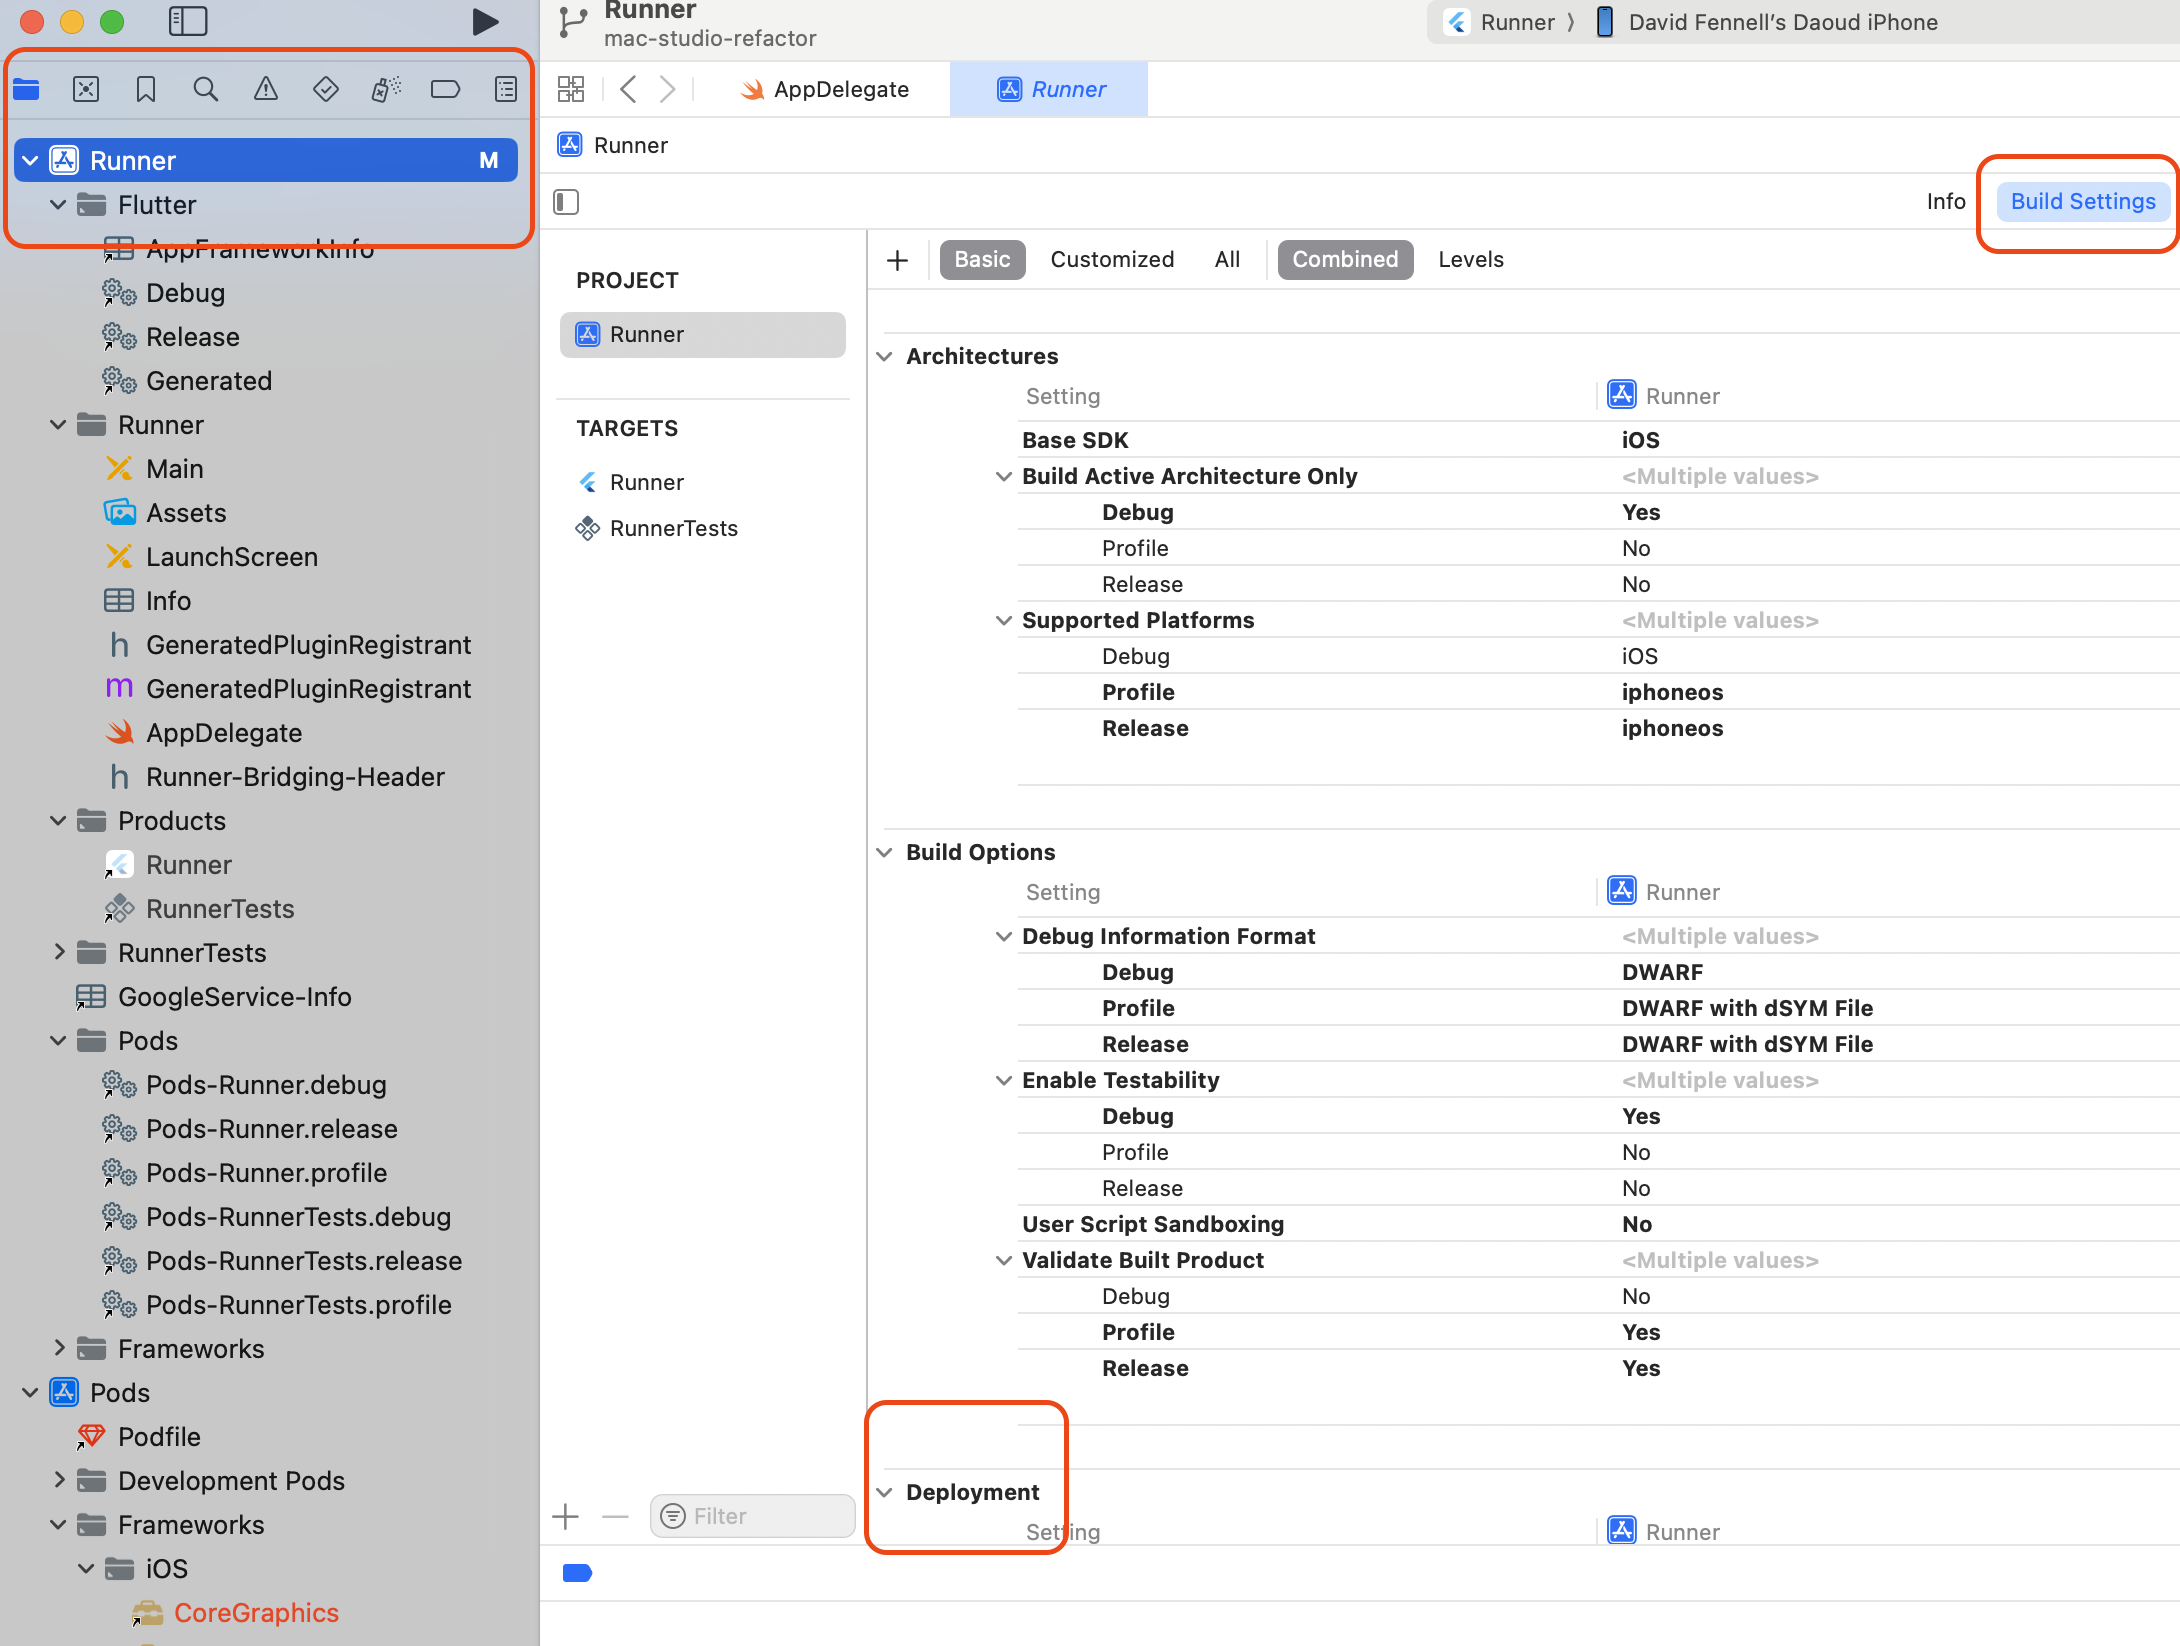 Runner
mac-studio-refactor
Runner
David Fennell’s Daoud iPhone
AppDelegate
Runner
Runner
Info
Build Settings
Runner
M
Flutter
AppFrameworkInfo
Debug
Release
Generated
Runner
Main
Assets
LaunchScreen
Info
h GeneratedPluginRegistrant
m GeneratedPluginRegistrant
AppDelegate
h Runner-Bridging-Header
Products
Runner
RunnerTests
RunnerTests
GoogleService-Info
Pods
Pods-Runner.debug
Pods-Runner.release
Pods-Runner.profile
Pods-RunnerTests.debug
Pods-RunnerTests.release
Pods-RunnerTests.profile
Frameworks
Pods
Podfile
Development Pods
Frameworks
iOS
CoreGraphics
PROJECT
Runner
TARGETS
Runner
RunnerTests
Filter
Basic Customized All Combined Levels
Architectures
Setting Runner
Base SDK iOS
Build Active Architecture Only <Multiple values>
Debug Yes
Profile No
Release No
Supported Platforms <Multiple values>
Debug iOS
Profile iphoneos
Release iphoneos
Build Options
Setting Runner
Debug Information Format <Multiple values>
Debug DWARF
Profile DWARF with dSYM File
Release DWARF with dSYM File
Enable Testability <Multiple values>
Debug Yes
Profile No
Release No
User Script Sandboxing No
Validate Built Product <Multiple values>
Debug No
Profile Yes
Release Yes
Deployment
Setting Runner